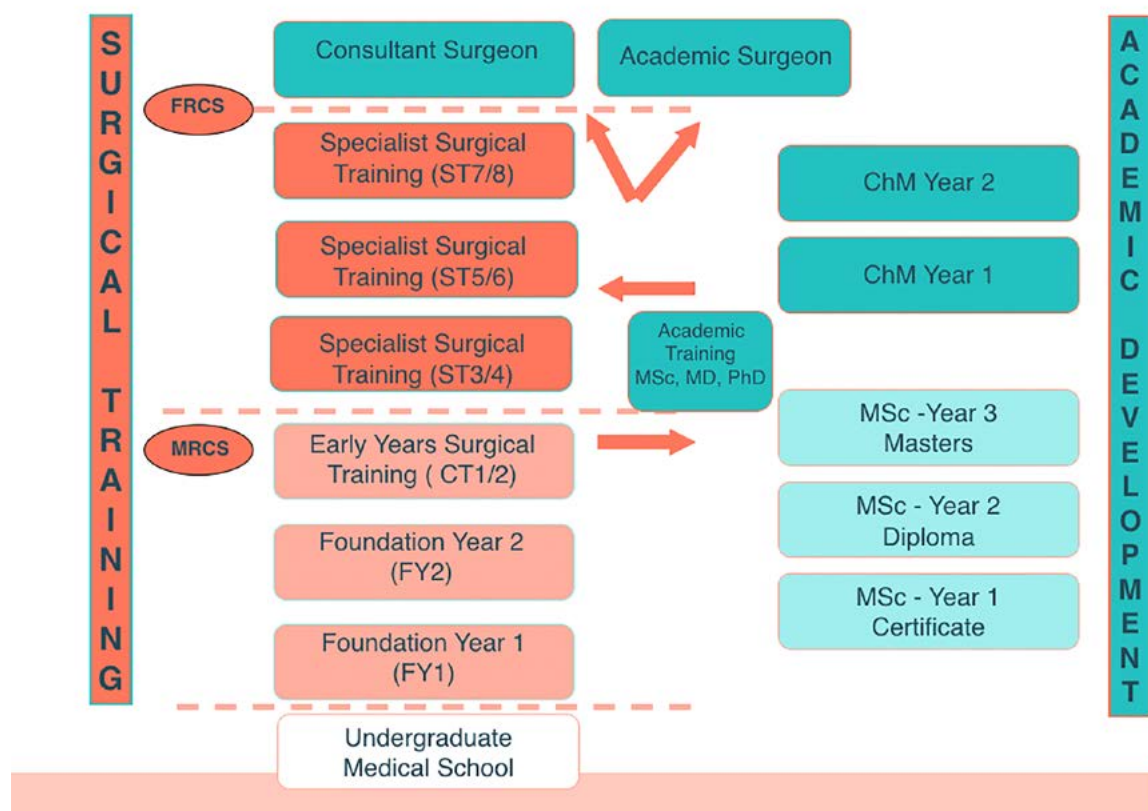 SURGICAL TRAINING
Consultant Surgeon
Academic Surgeon
FRCS
Specialist Surgical
Training (ST7/8)
ChM Year 2
Specialist Surgical
Training (ST5/6)
ChM Year 1
Specialist Surgical
Training (ST3/4)
Academic
Training
MSc, MD, PhD
MRCS
Early Years Surgical
Training ( CT1/2)
MSc -Year 3
Masters
Foundation Year 2
(FY2)
MSc - Year 2
Diploma
Foundation Year 1
(FY1)
MSc - Year 1
Certificate
Undergraduate
Medical School
ACADEMIC DEVELOPMENT